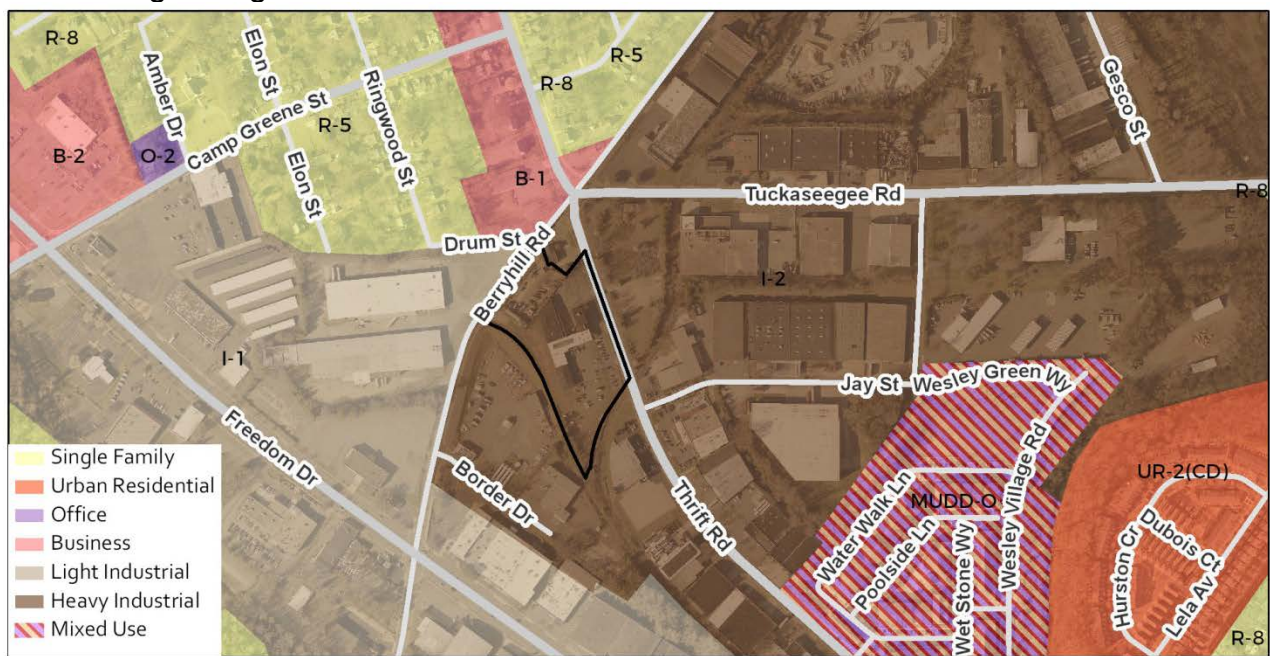 R-8
Amber Dr
Elon St
Ringwood St
R-5
R-8
Gesco St
B-2
O-2
Camp Greene St
R-5
Elon St
B-1
Tuckaseegee Rd
R-8
Drum St
Berryhill Rd
I-2
I-1
Jay St
Wesley Green Wy
Freedom Dr
Border Dr
Thrift Rd
Water Walk Ln
MUDD-O
Poolside Ln
Wet Stone Wy
Wesley Village Rd
UR-2(CD)
Dubois Ct
Hurston Cr
Lela Av
R-8
Single Family
Urban Residential
Office
Business
Light Industrial
Heavy Industrial
Mixed Use